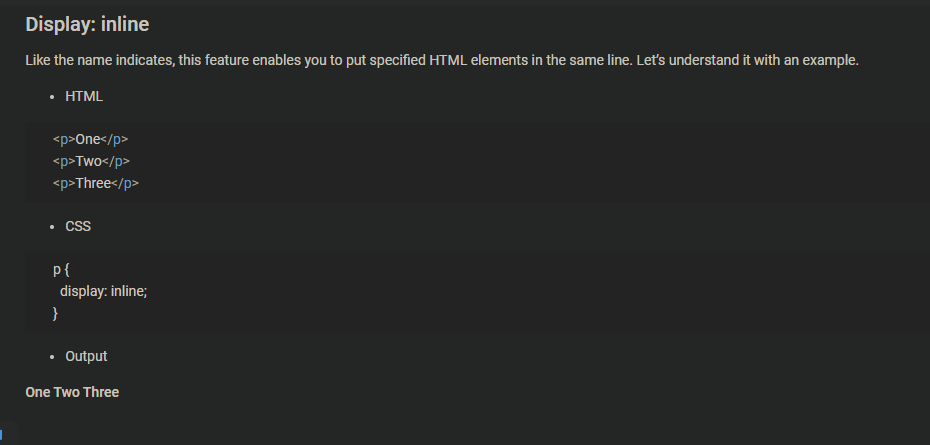 Display: inline
Like the name indicates, this feature enables you to put specified HTML elements in the same line. Let’s understand it with an example.
• HTML
<p>One</p>
<p>Two</p>
<p>Three</p>
• CSS
p {
  display: inline;
}
• Output
One Two Three